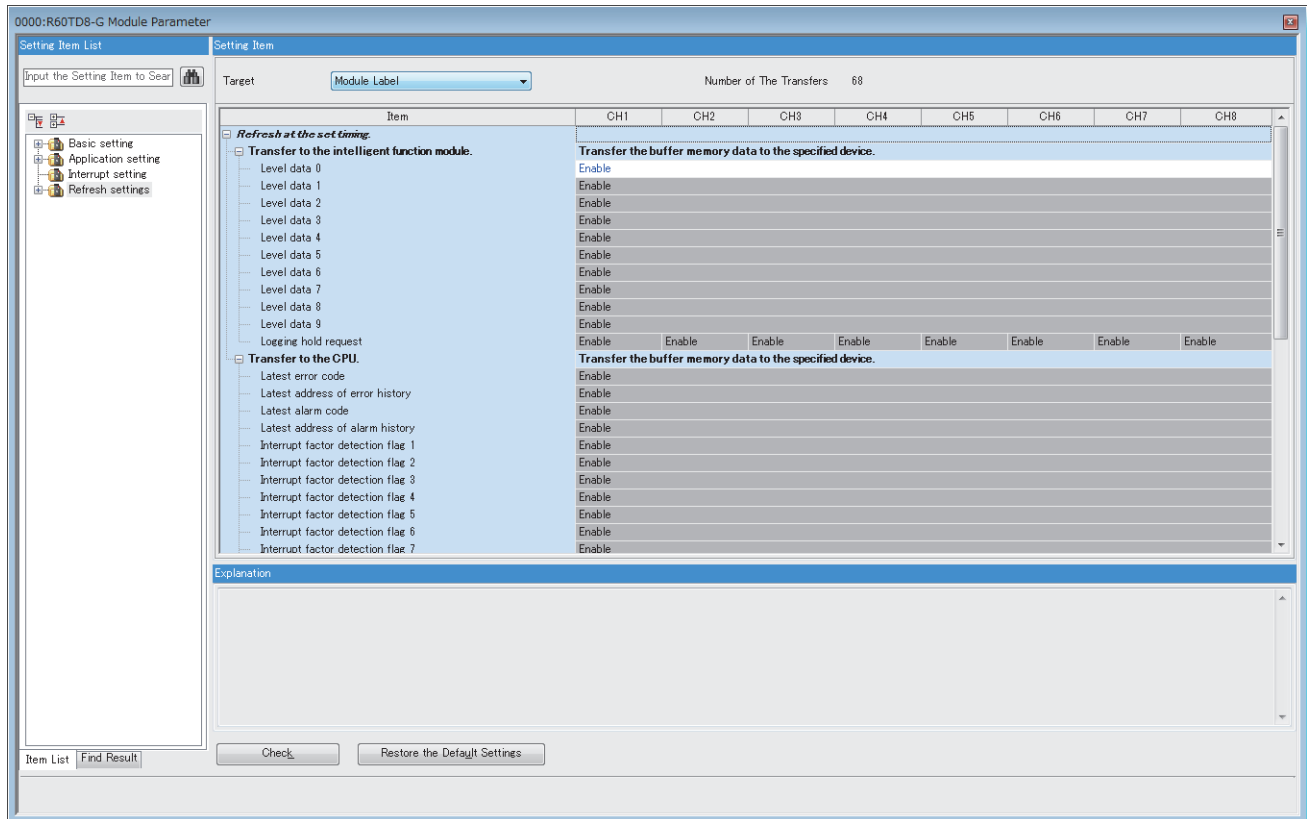 0000:R60TD8-G Module Parameter
Setting Item List
Input the Setting Item to Sear
Basic setting
Application setting
Interrupt setting
Refresh settings
Item List Find Result
Setting Item
Target Module Label Number of The Transfers 68
Item CH1 CH2 CH3 CH4 CH5 CH6 CH7 CH8
Refresh at the set timing.
Transfer to the intelligent function module. Transfer the buffer memory data to the specified device.
Level data 0 Enable
Level data 1 Enable
Level data 2 Enable
Level data 3 Enable
Level data 4 Enable
Level data 5 Enable
Level data 6 Enable
Level data 7 Enable
Level data 8 Enable
Level data 9 Enable
Logging hold request Enable Enable Enable Enable Enable Enable Enable Enable
Transfer to the CPU. Transfer the buffer memory data to the specified device.
Latest error code Enable
Latest address of error history Enable
Latest alarm code Enable
Latest address of alarm history Enable
Interrupt factor detection flag 1 Enable
Interrupt factor detection flag 2 Enable
Interrupt factor detection flag 3 Enable
Interrupt factor detection flag 4 Enable
Interrupt factor detection flag 5 Enable
Interrupt factor detection flag 6 Enable
Interrupt factor detection flag 7 Enable
Explanation
Check Restore the Default Settings